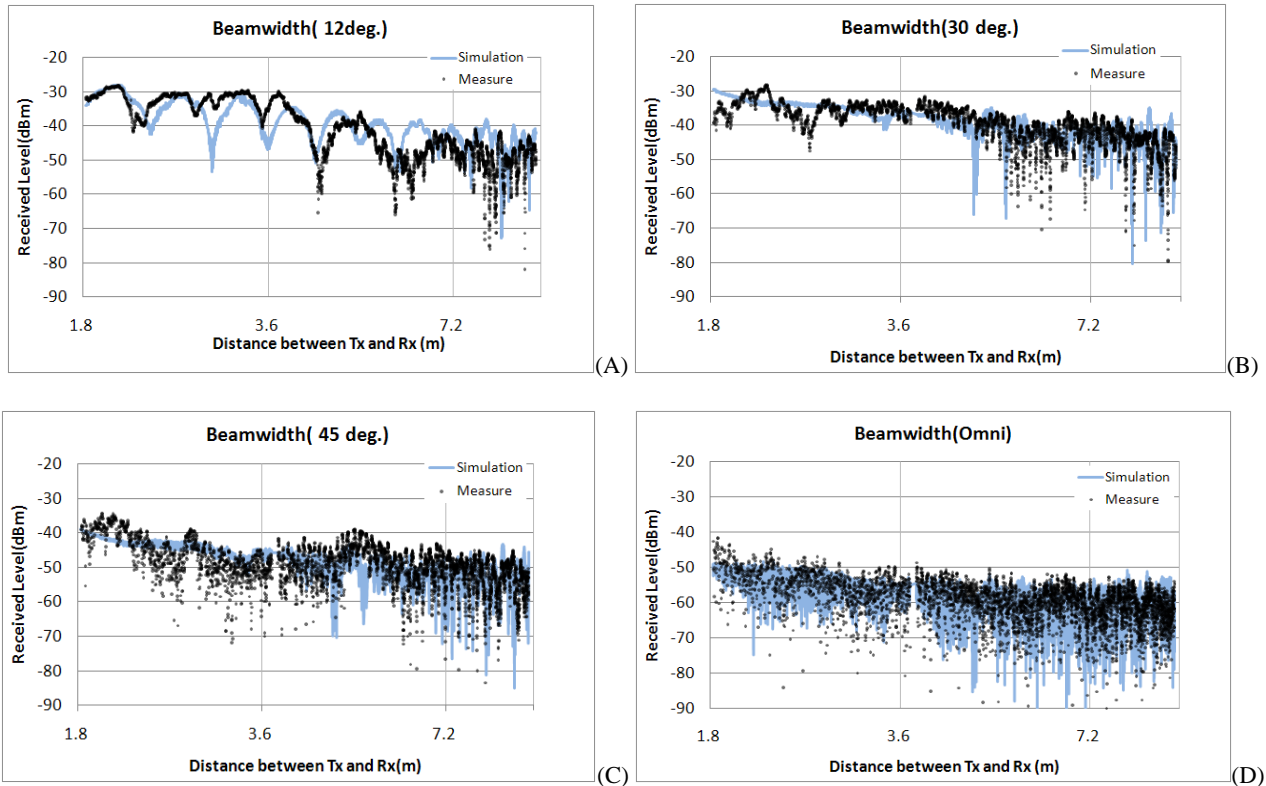 Beamwidth( 12deg.)
Simulation
Measure
Received Level(dBm)
-20
-30
-40
-50
-60
-70
-80
-90
1.8
3.6
7.2
Distance between Tx and Rx (m)
(A)
Beamwidth(30 deg.)
Simulation
Measure
Received Level(dBm)
-20
-30
-40
-50
-60
-70
-80
-90
1.8
3.6
7.2
Distance between Tx and Rx(m)
(B)
Beamwidth( 45 deg.)
Simulation
Measure
Received Level(dBm)
-20
-30
-40
-50
-60
-70
-80
-90
1.8
3.6
7.2
Distance between Tx and Rx(m)
(C)
Beamwidth(Omni)
Simulation
Measure
Received Level(dBm)
-20
-30
-40
-50
-60
-70
-80
-90
1.8
3.6
7.2
Distance between Tx and Rx(m)
(D)